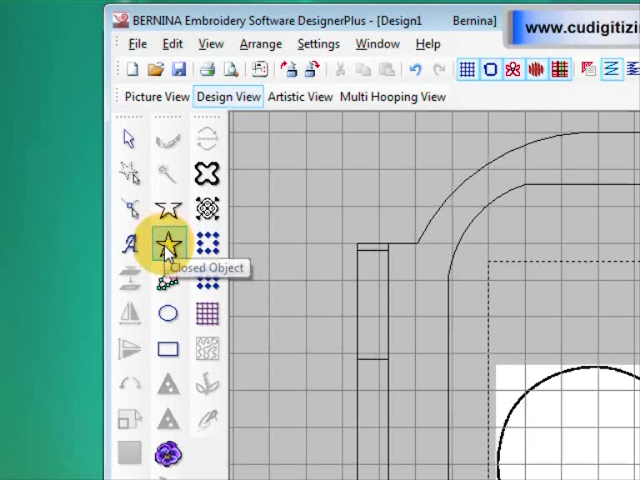 BERNINA Embroidery Software DesignerPlus - [Design1 Bernina]
www.cudigitizi
File Edit View Arrange Settings Window Help
Picture View Design View Artistic View Multi Hooping View
A
Closed Object